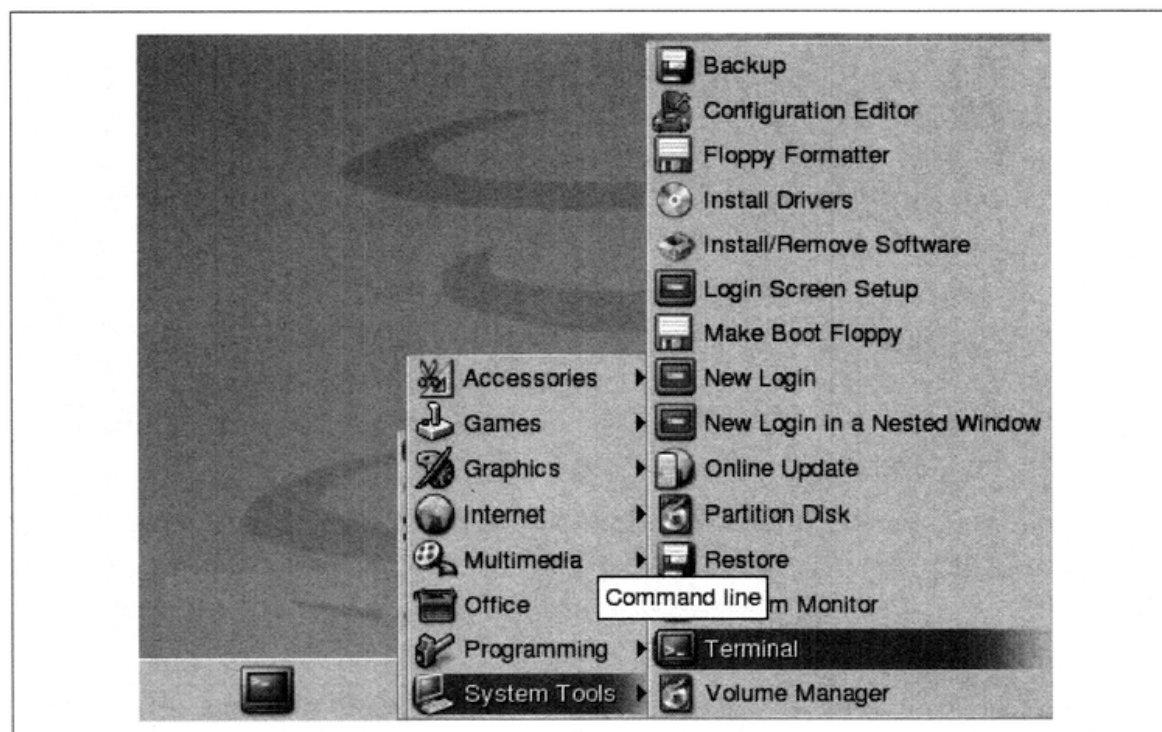 Backup
Configuration Editor
Floppy Formatter
Install Drivers
Install/Remove Software
Login Screen Setup
Make Boot Floppy
New Login
New Login in a Nested Window
Online Update
Partition Disk
Restore
m Monitor
Terminal
Volume Manager
Accessories
Games
Graphics
Internet
Multimedia
Office
Programming
System Tools
Command line